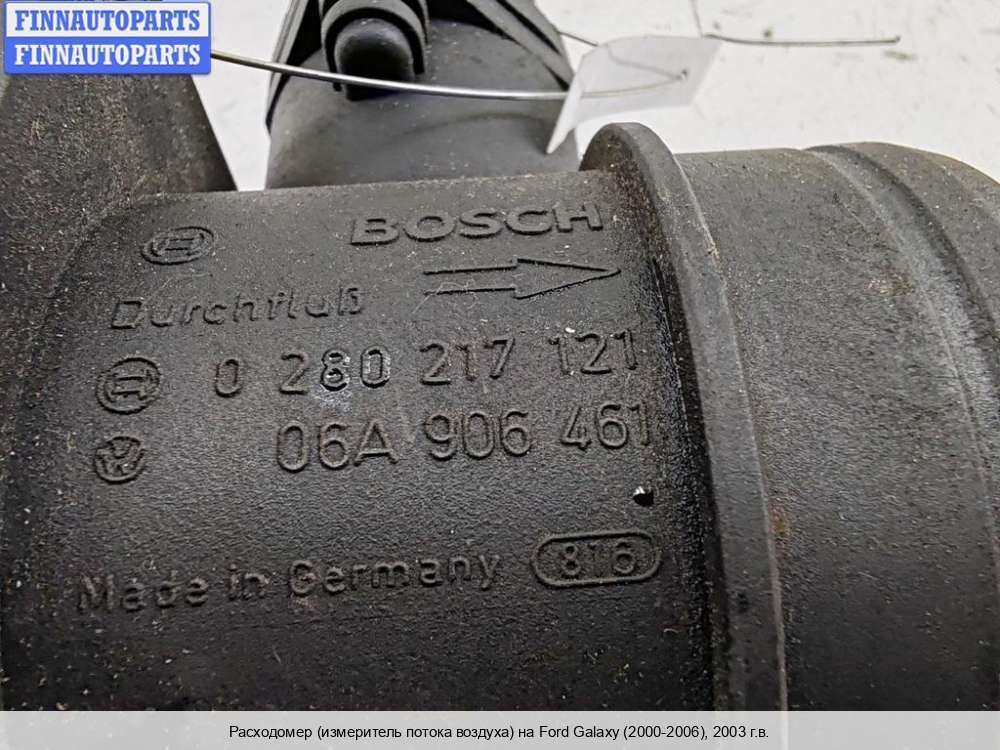 FINNAUTOPARTS
FINNAUTOPARTS
BOSCH
Durchfluß
0 280 217 121
06A 906 461
Made in Germany 816
Расходомер (измеритель потока воздуха) на Ford Galaxy (2000-2006), 2003 г.в.